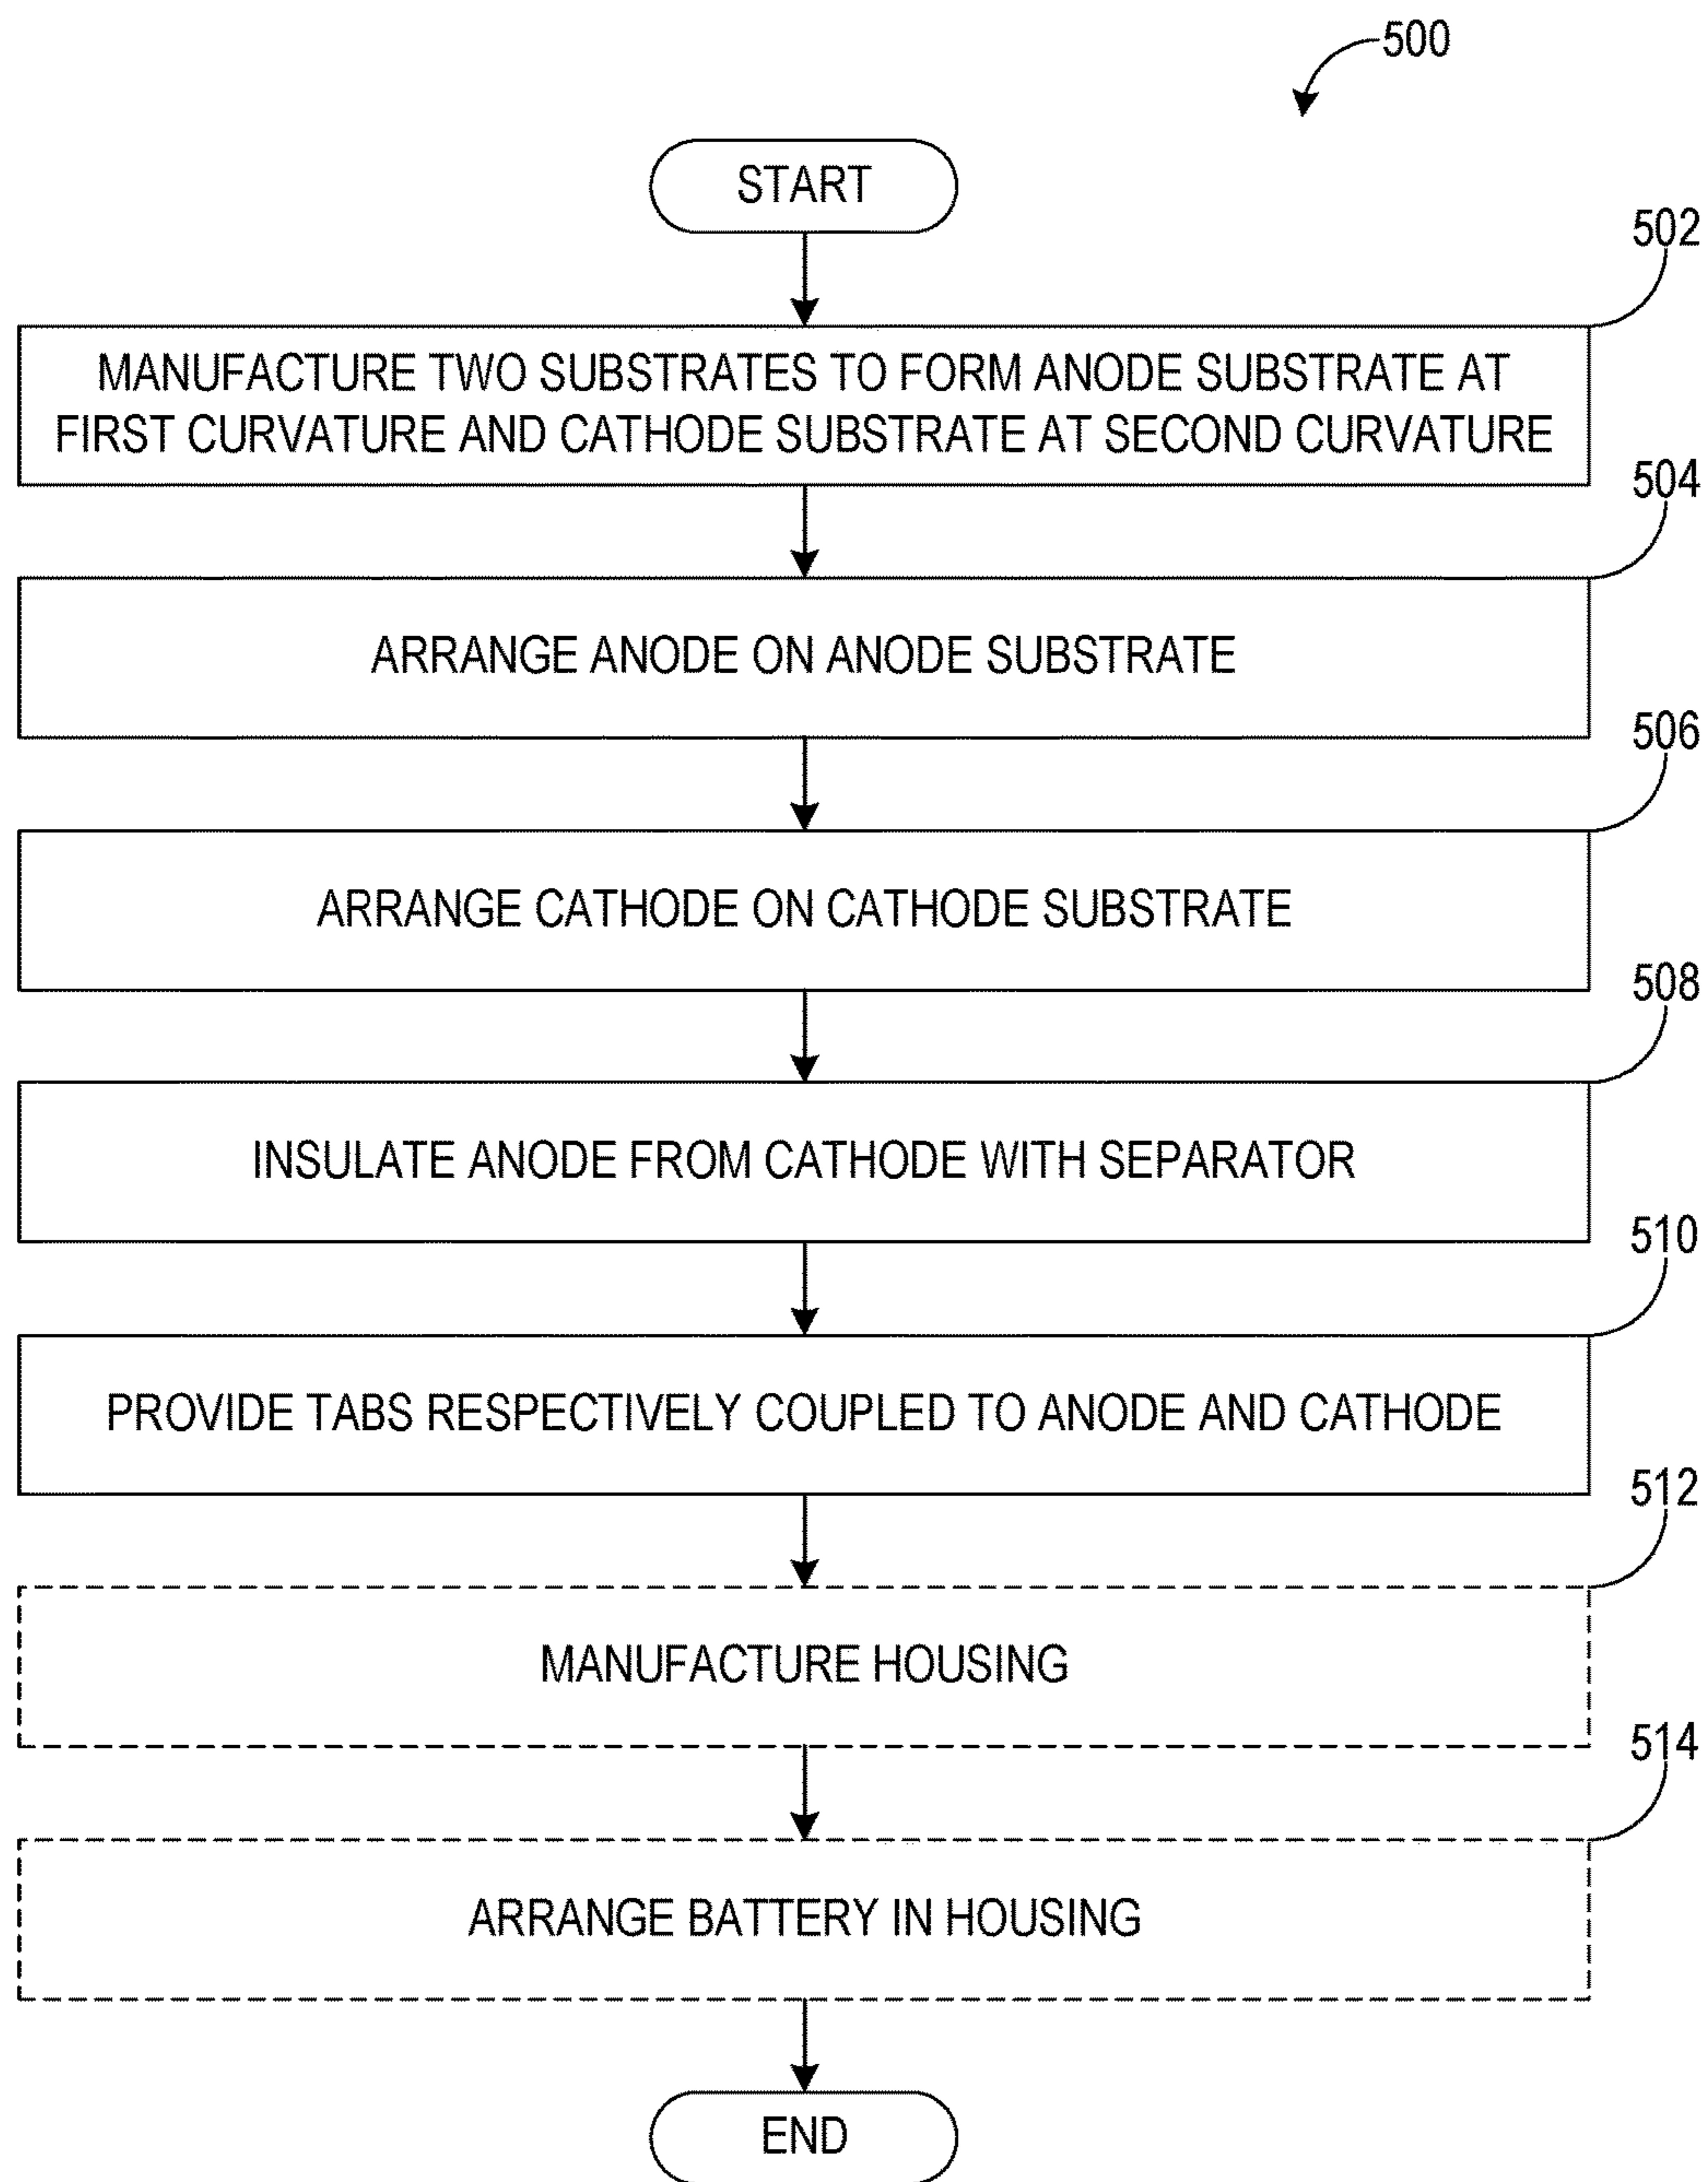 500
START
502
MANUFACTURE TWO SUBSTRATES TO FORM ANODE SUBSTRATE AT
FIRST CURVATURE AND CATHODE SUBSTRATE AT SECOND CURVATURE
504
ARRANGE ANODE ON ANODE SUBSTRATE
506
ARRANGE CATHODE ON CATHODE SUBSTRATE
508
INSULATE ANODE FROM CATHODE WITH SEPARATOR
510
PROVIDE TABS RESPECTIVELY COUPLED TO ANODE AND CATHODE
512
MANUFACTURE HOUSING
514
ARRANGE BATTERY IN HOUSING
END